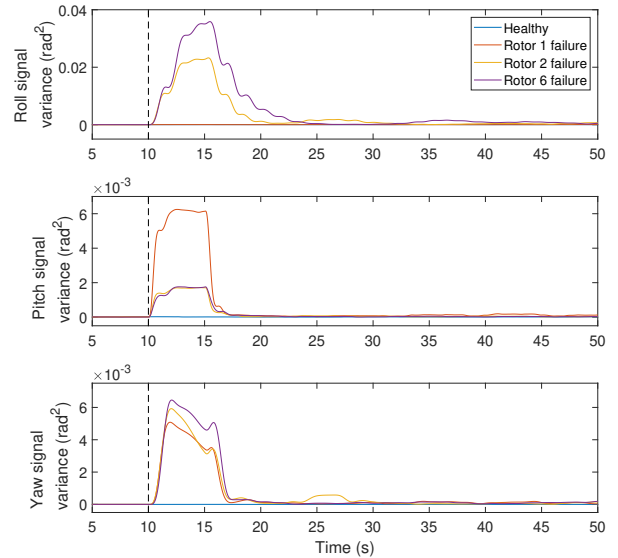 Roll signal
variance (rad²)
0.04
0.02
0
Healthy
Rotor 1 failure
Rotor 2 failure
Rotor 6 failure
5 10 15 20 25 30 35 40 45 50
Pitch signal
variance (rad²)
×10⁻³
6
4
2
0
5 10 15 20 25 30 35 40 45 50
Yaw signal
variance (rad²)
×10⁻³
6
4
2
0
5 10 15 20 25 30 35 40 45 50
Time (s)